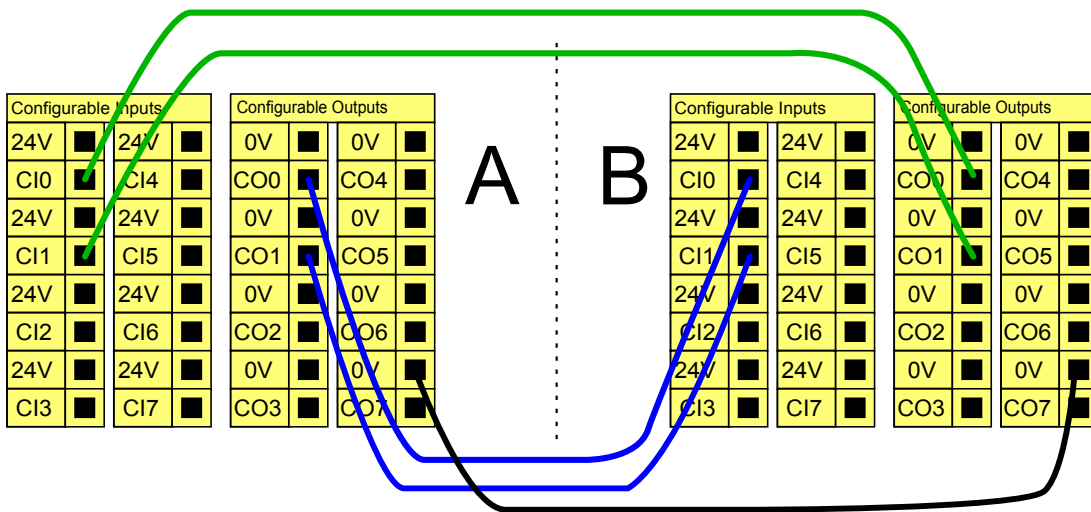 Configurable Inputs
24V 24V
CI0 CI4
24V 24V
CI1 CI5
24V 24V
CI2 CI6
24V 24V
CI3 CI7
Configurable Outputs
0V 0V
CO0 CO4
0V 0V
CO1 CO5
0V 0V
CO2 CO6
0V 0V
CO3 CO7
A
B
Configurable Inputs
24V 24V
CI0 CI4
24V 24V
CI1 CI5
24V 24V
CI2 CI6
24V 24V
CI3 CI7
Configurable Outputs
0V 0V
CO0 CO4
0V 0V
CO1 CO5
0V 0V
CO2 CO6
0V 0V
CO3 CO7